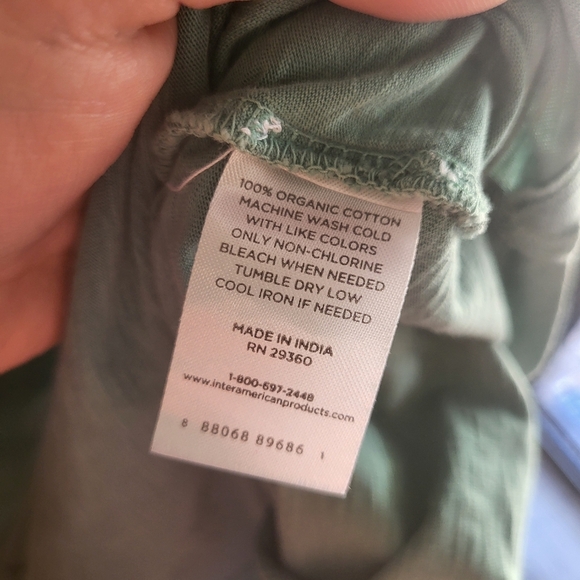 100% ORGANIC COTTON
MACHINE WASH COLD
WITH LIKE COLORS
ONLY NON-CHLORINE
BLEACH WHEN NEEDED
TUMBLE DRY LOW
COOL IRON IF NEEDED
MADE IN INDIA
RN 29360
1-800-697-2448
www.interamericanproducts.com
8 88068 89686 1